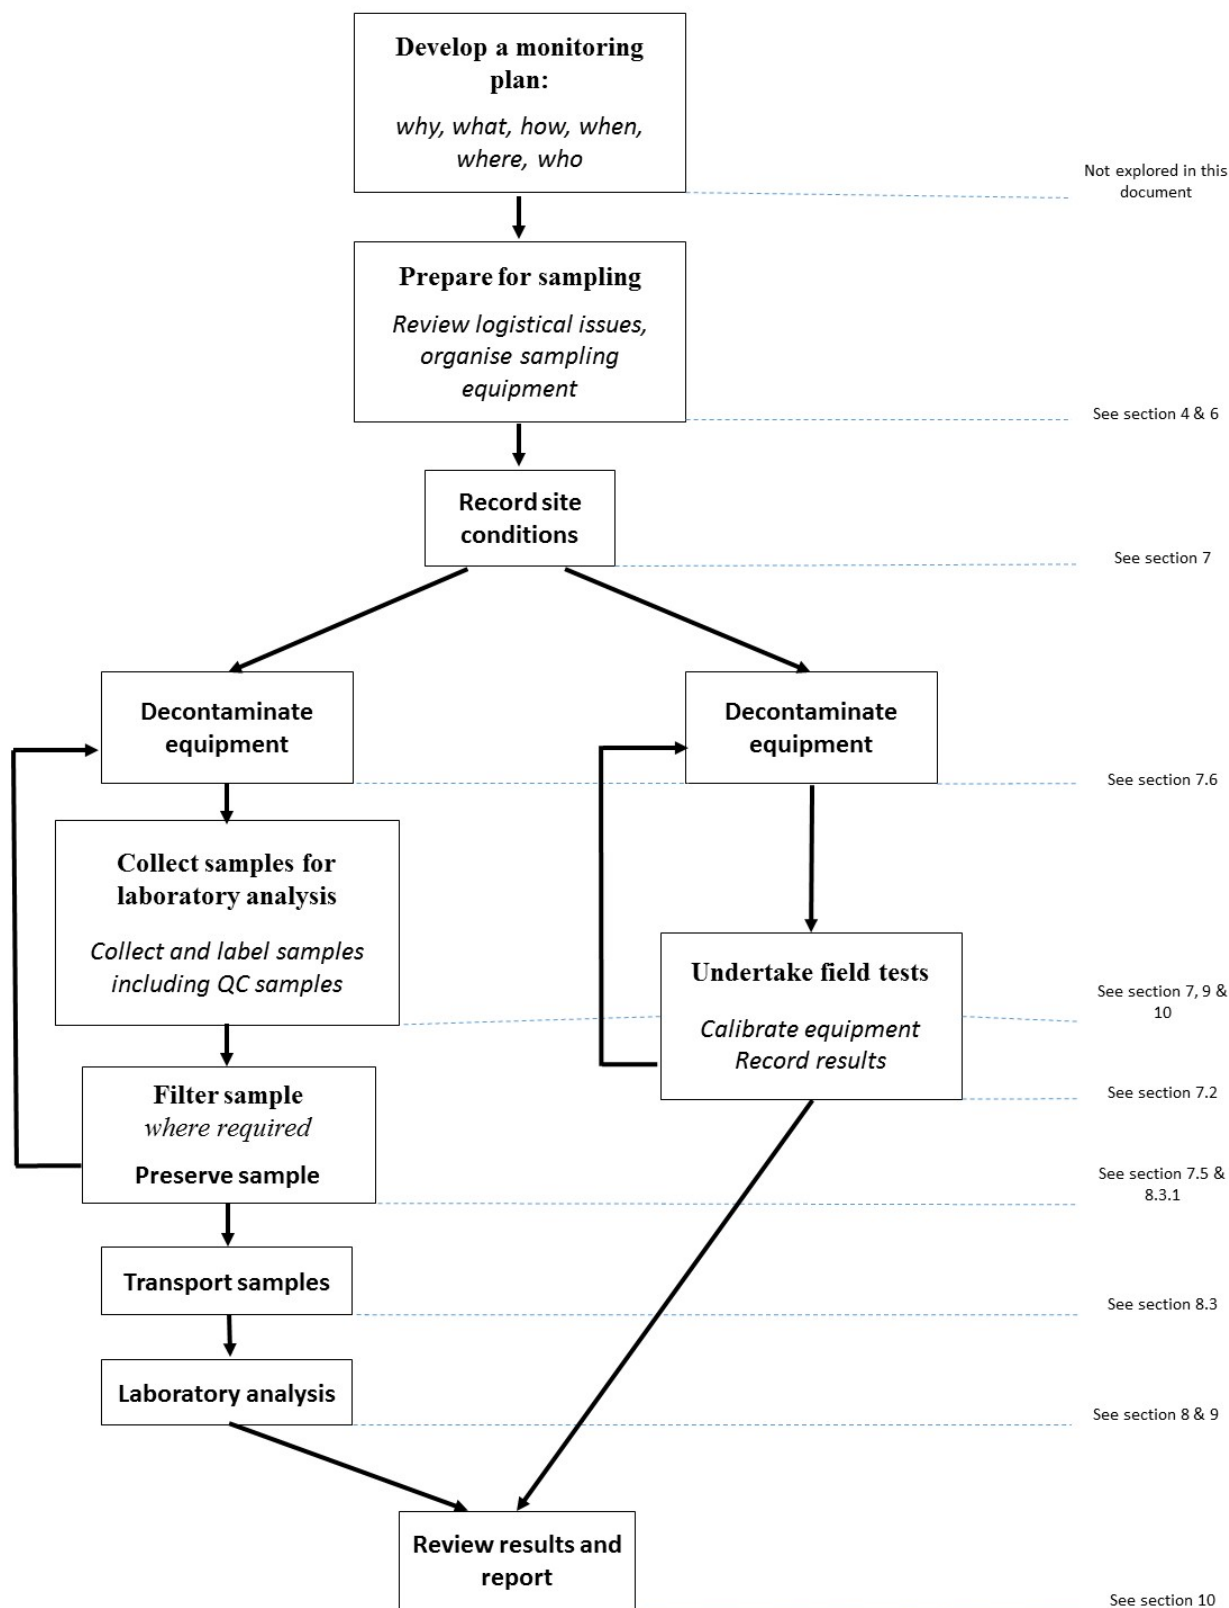 Develop a monitoring
plan:
why, what, how, when,
where, who
Not explored in this
document
Prepare for sampling
Review logistical issues,
organise sampling
equipment
See section 4 & 6
Record site
conditions
See section 7
Decontaminate
equipment
Decontaminate
equipment
See section 7.6
Collect samples for
laboratory analysis
Collect and label samples
including QC samples
Undertake field tests
Calibrate equipment
Record results
See section 7, 9 &
10
See section 7.2
Filter sample
where required
Preserve sample
See section 7.5 &
8.3.1
Transport samples
See section 8.3
Laboratory analysis
See section 8 & 9
Review results and
report
See section 10